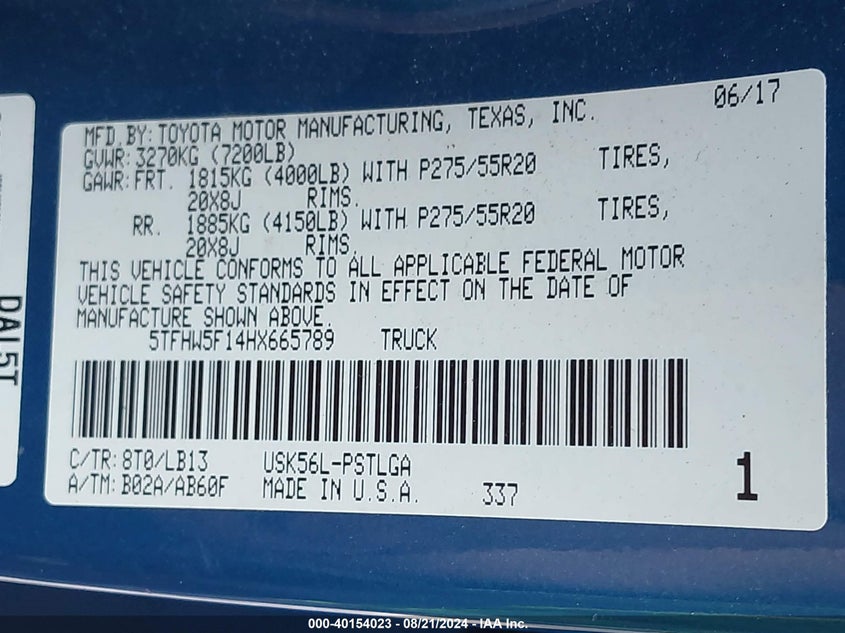 06/17
MFD BY: TOYOTA MOTOR MANUFACTURING, TEXAS, INC.
GVWR: 3270KG (7200LB)
GAWR: FRT. 1815KG (4000LB) WITH P275/55R20 TIRES,
20X8J RIMS.
RR. 1885KG (4150LB) WITH P275/55R20 TIRES,
20X8J RIMS.
THIS VEHICLE CONFORMS TO ALL APPLICABLE FEDERAL MOTOR
VEHICLE SAFETY STANDARDS IN EFFECT ON THE DATE OF
MANUFACTURE SHOWN ABOVE.
5TFHW5F14HX665789 TRUCK
C/TR: 8T0/LB13 USK56L-PSTLGA
A/TM: B02A/AB60F MADE IN U.S.A. 337
1
DAL5T
000-40154023 - 08/21/2024 - IAA Inc.